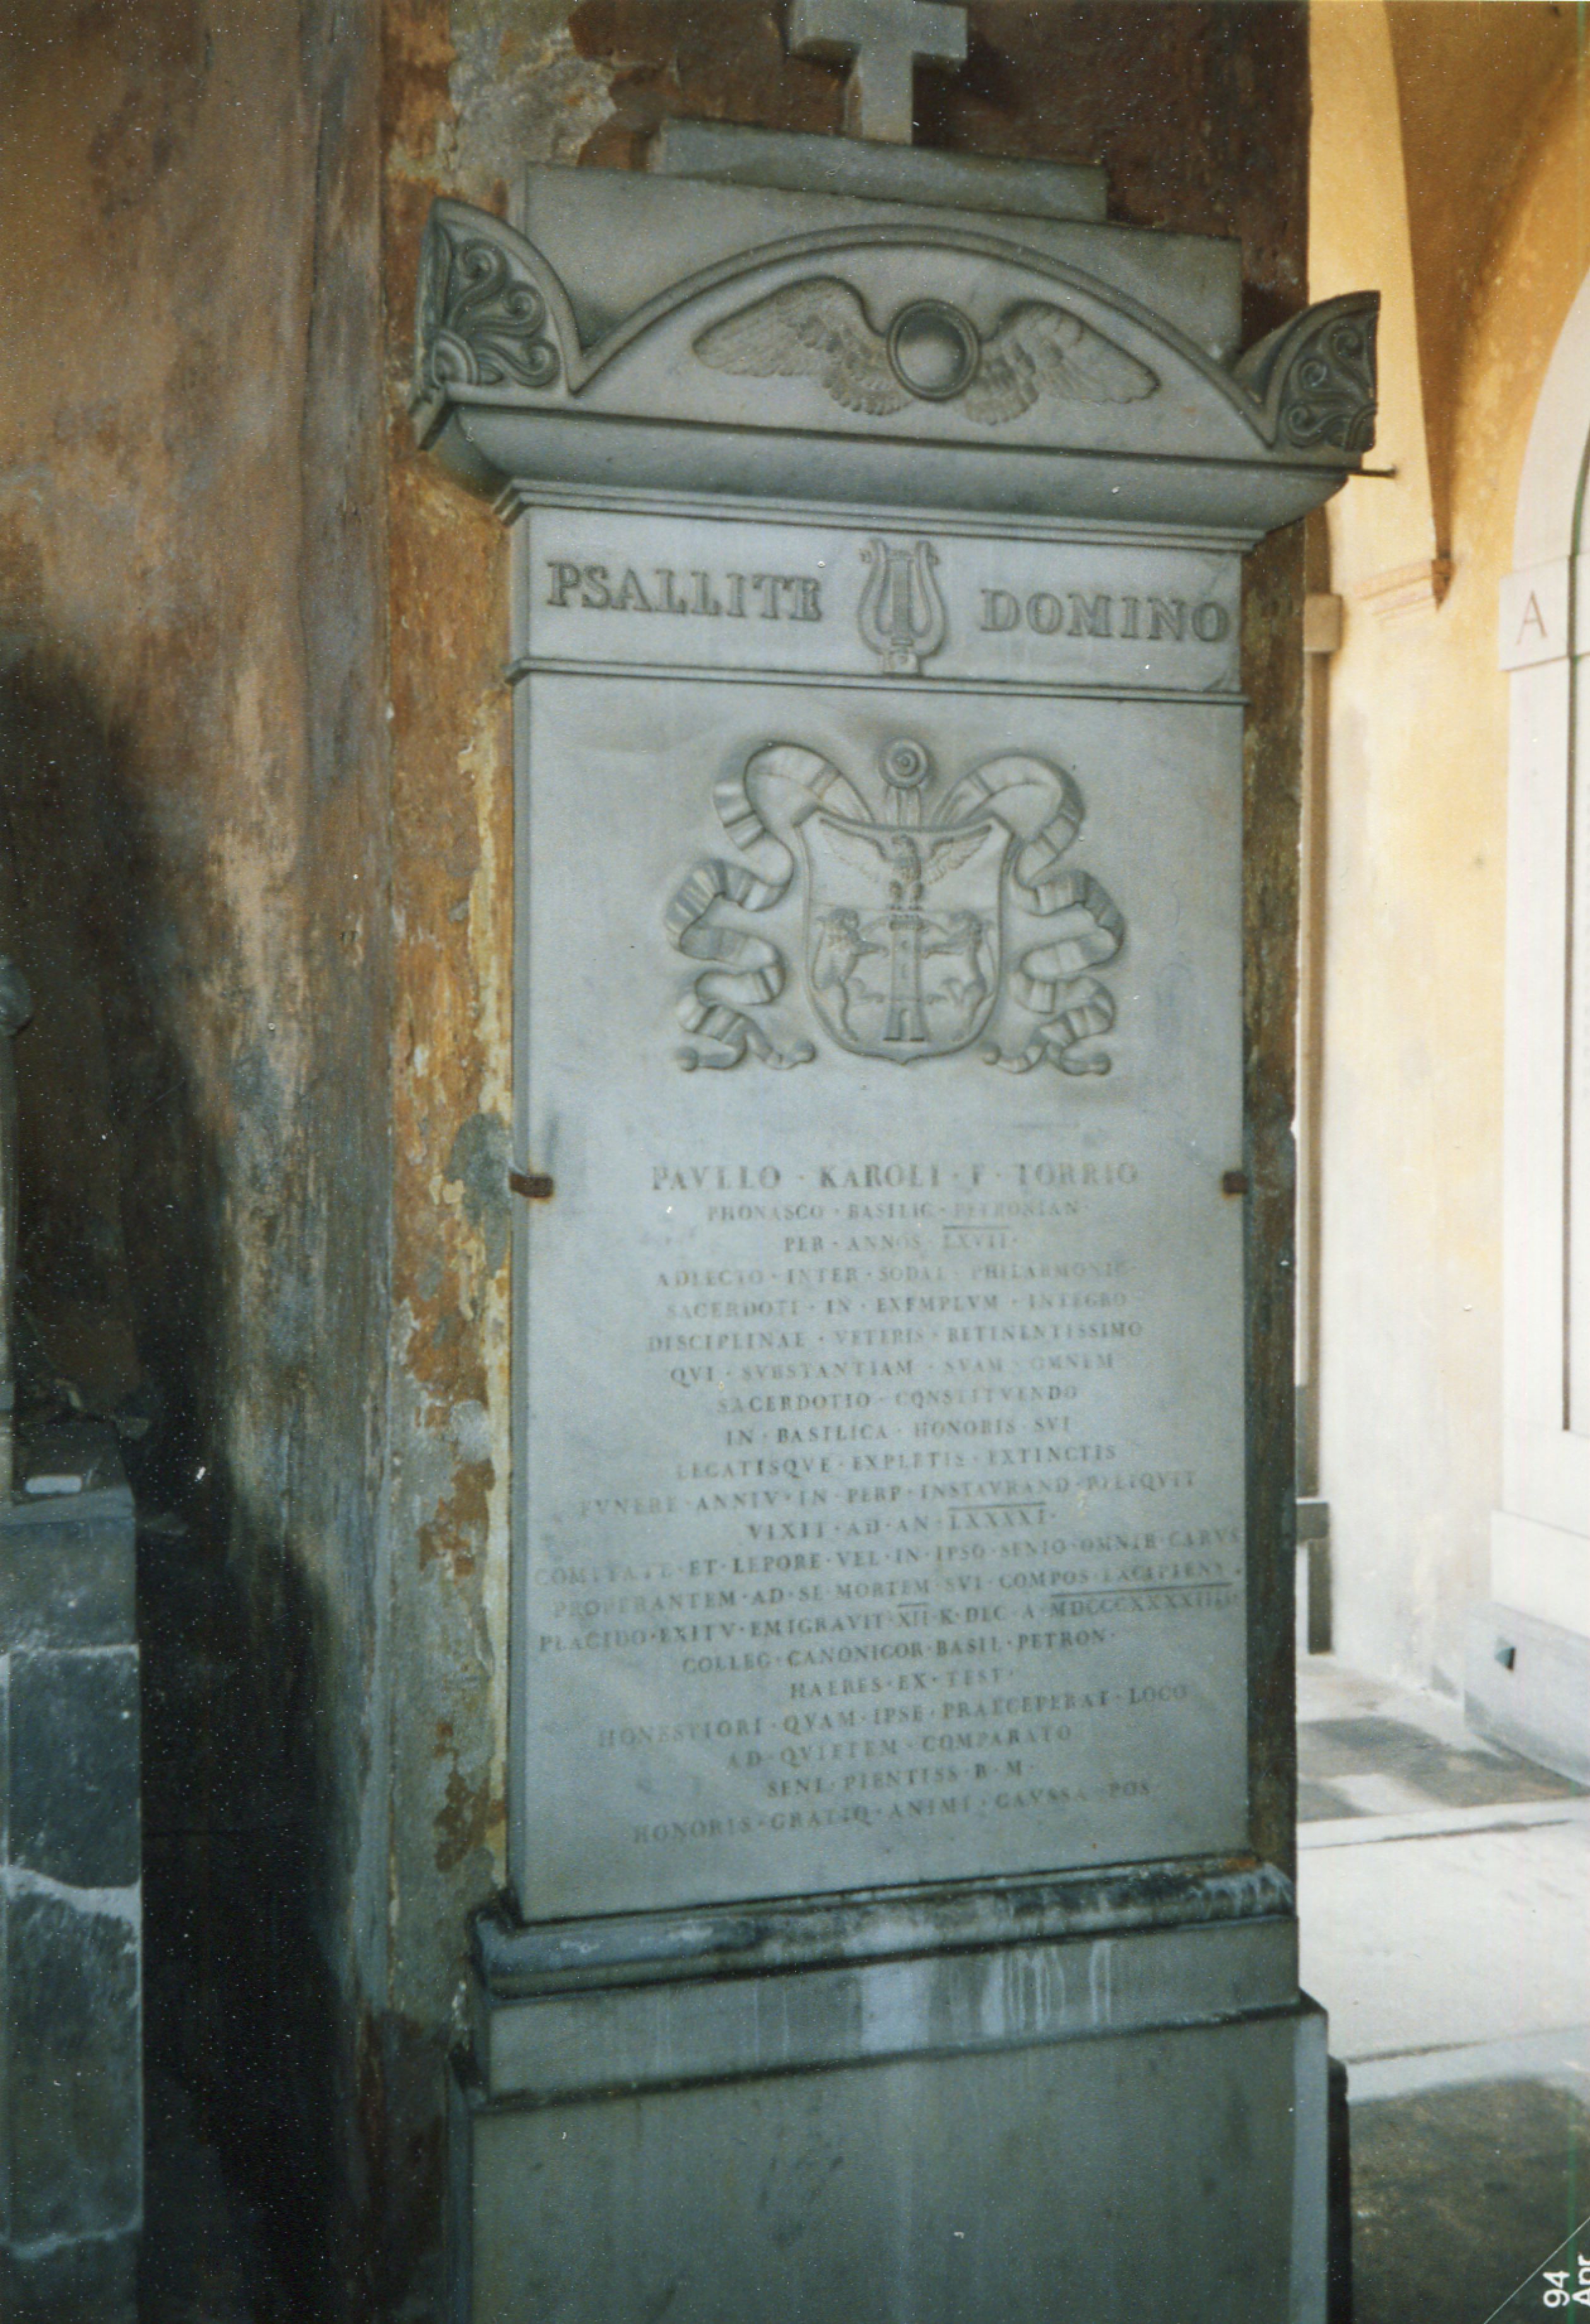 PSALLITE DOMINO
PAVLLO · KAROLI · F · TORRIO
PHONASCO · BASILIC · PETRONIAN ·
PER · ANNOS · LXVII ·
ADLECTO · INTER · SODAL · PHILARMONIC ·
SACERDOTI · IN · EXEMPLVM · INTEGRO
DISCIPLINAE · VETERIS · RETINENTISSIMO
QVI · SVBSTANTIAM · SVAM · OMNEM
SACERDOTIO · CONSTITVENDO
IN · BASILICA · HONORIS · SVI
LEGATISQVE · EXPLETIS · EXTINCTIS
FVNERE · ANNIV · IN · PERP · INSTAVRAND · RELIQVIT
VIXIT · AD · AN · LXXXXI ·
COMITATE · ET · LEPORE · VEL · IN · IPSO · SENIO · OMNIB · CARVS
PROPERANTEM · AD · SE · MORTEM · SVI · COMPOS · EXCIPIENS ·
PLACIDO · EXITV · EMIGRAVIT · XII · K · DEC · A · MDCCCXXXXIIII ·
COLLEG · CANONICOR · BASIL · PETRON ·
HAERES · EX · TEST ·
HONESTIORI · QVAM · IPSE · PRAECEPERAT · LOCO
AD · QVIETEM · COMPARATO
SENI · PIENTISS · B · M ·
HONORIS · GRATIQ · ANIMI · CAVSSA · POS
A
94
Apr